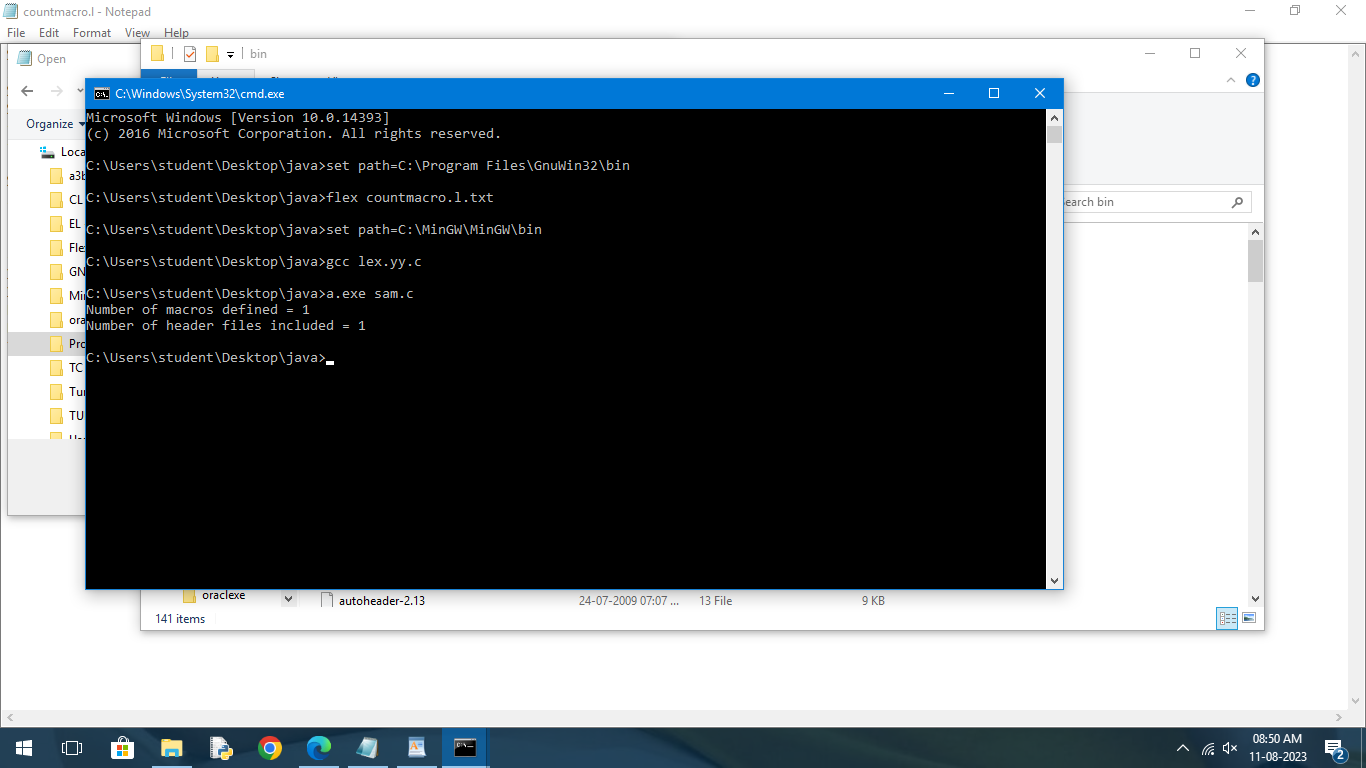 countmacro.l - Notepad
File Edit Format View Help
Open
bin
C:\Windows\System32\cmd.exe
Microsoft Windows [Version 10.0.14393]
(c) 2016 Microsoft Corporation. All rights reserved.
C:\Users\student\Desktop\java>set path=C:\Program Files\GnuWin32\bin
C:\Users\student\Desktop\java>flex countmacro.l.txt
C:\Users\student\Desktop\java>set path=C:\MinGW\MinGW\bin
C:\Users\student\Desktop\java>gcc lex.yy.c
C:\Users\student\Desktop\java>a.exe sam.c
Number of macros defined = 1
Number of header files included = 1
C:\Users\student\Desktop\java>
Organize
Loca
a3b
CL
EL
Fle
GN
Min
ora
Pro
TC
Tur
TU
earch bin
oraclexe
autoheader-2.13 24-07-2009 07:07 ... 13 File 9 KB
141 items
08:50 AM
11-08-2023
2